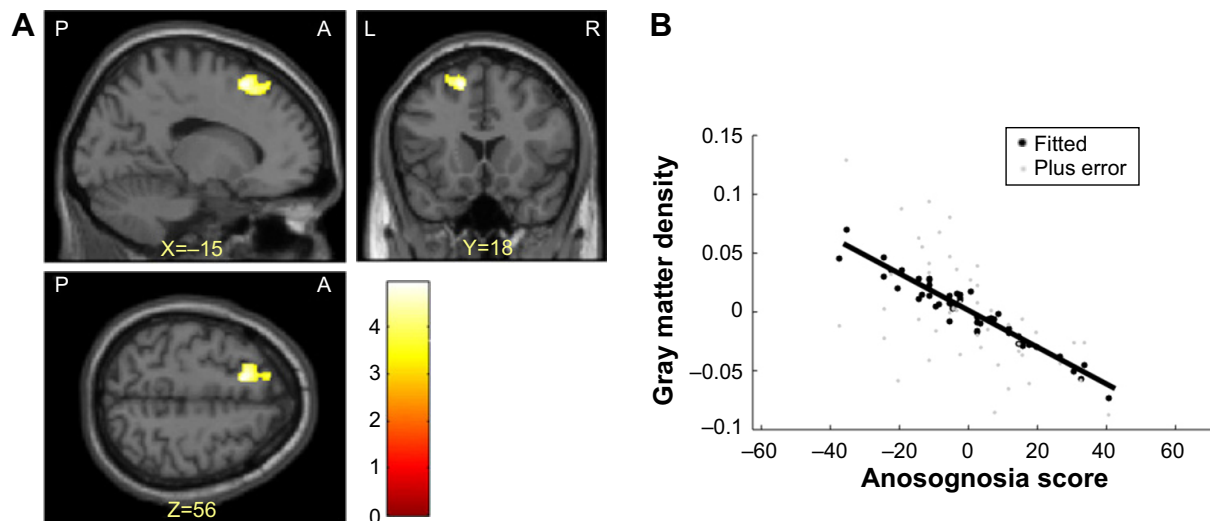 A
P A
X=–15
L R
Y=18
P A
Z=56
4
3
2
1
0
B
Fitted
Plus error
0.15
0.1
0.05
0
–0.05
–0.1
Gray matter density
–60 –40 –20 0 20 40 60
Anosognosia score